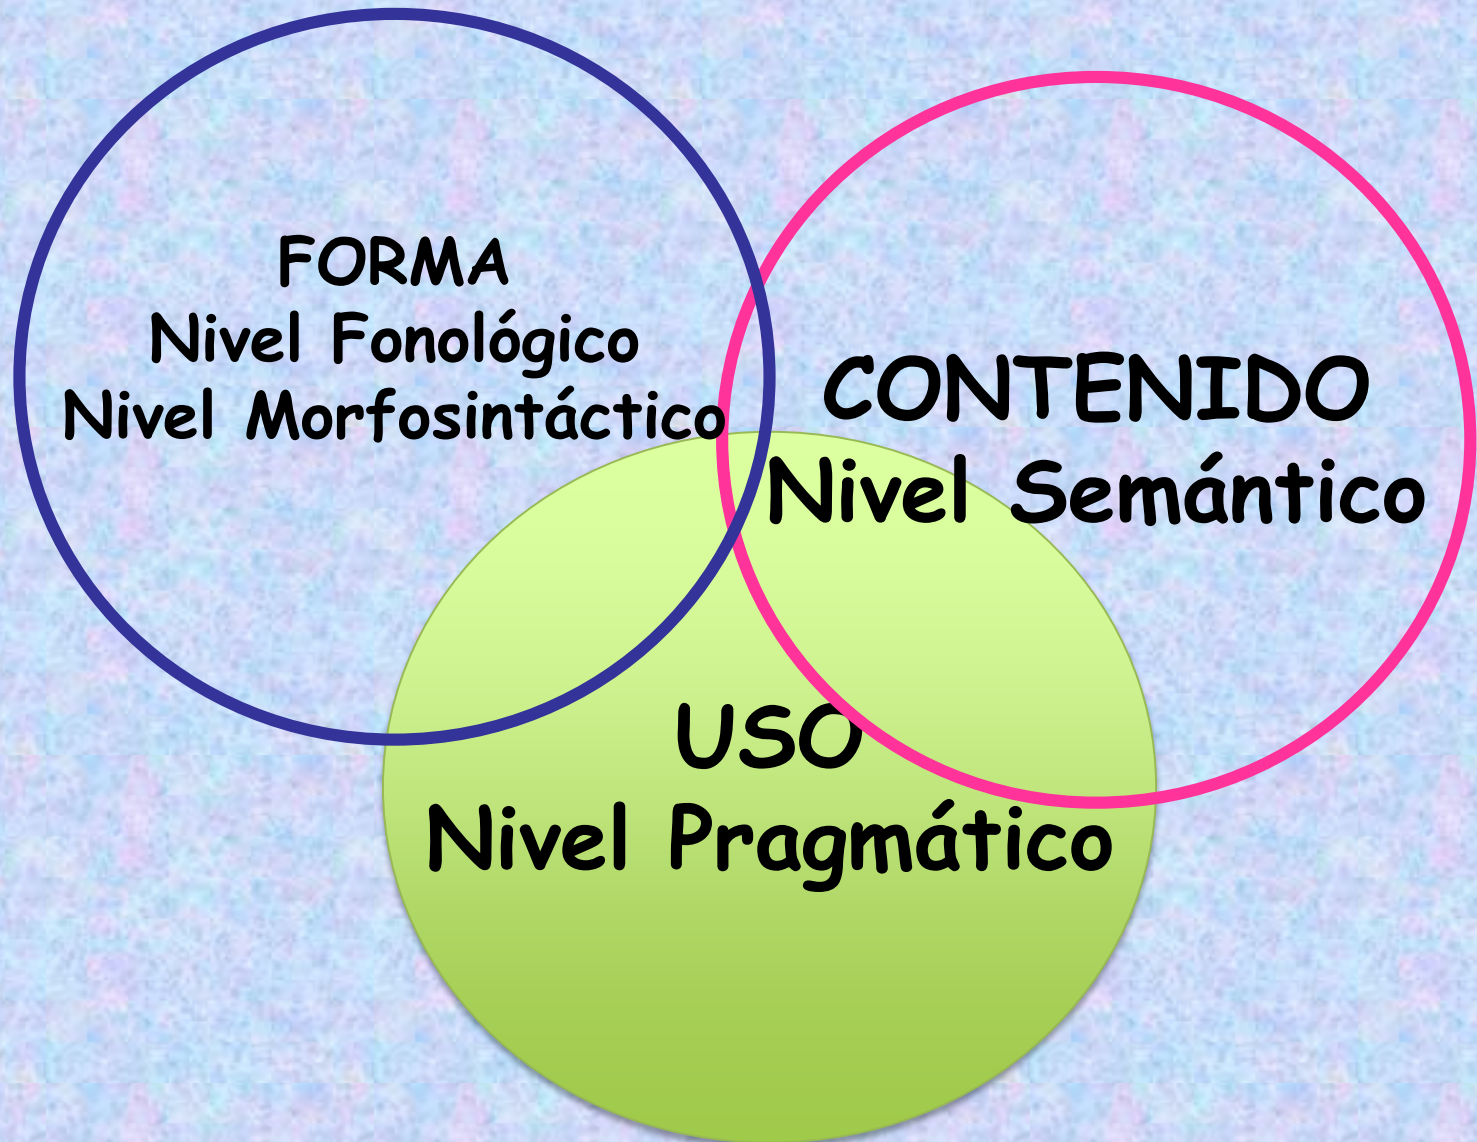 FORMA
Nivel Fonológico
Nivel Morfosintáctico
CONTENIDO
Nivel Semántico
USO
Nivel Pragmático